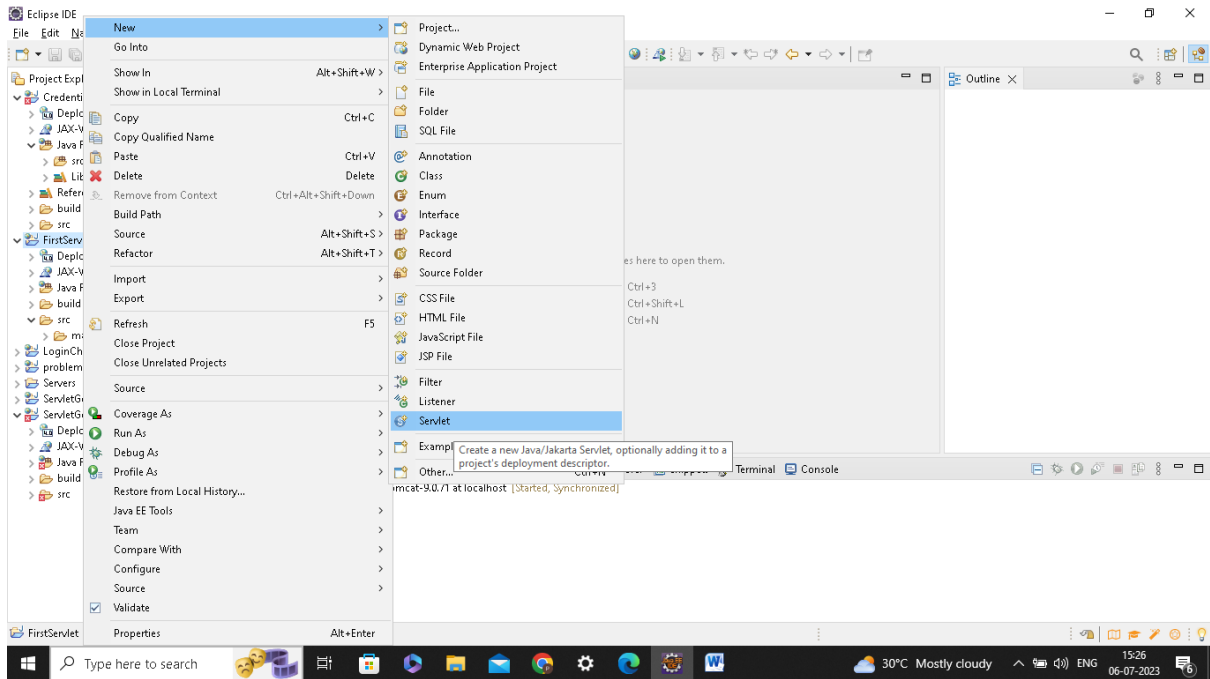 Eclipse IDE
File Edit
New
Go Into
Show In Alt+Shift+W
Show in Local Terminal
Copy Ctrl+C
Copy Qualified Name
Paste Ctrl+V
Delete Delete
Remove from Context Ctrl+Alt+Shift+Down
Build Path
Source Alt+Shift+S
Refactor Alt+Shift+T
Import
Export
Refresh F5
Close Project
Close Unrelated Projects
Source
Coverage As
Run As
Debug As
Profile As
Restore from Local History...
Java EE Tools
Team
Compare With
Configure
Source
Validate
Properties Alt+Enter
Project...
Dynamic Web Project
Enterprise Application Project
File
Folder
SQL File
Annotation
Class
Enum
Interface
Package
Record
Source Folder
CSS File
HTML File
JavaScript File
JSP File
Filter
Listener
Servlet
Exampl
Other...
Create a new Java/Jakarta Servlet, optionally adding it to a
project's deployment descriptor.
Project Expl
Credenti
Deplo
JAX-W
Java R
src
Lib
Refere
build
src
FirstServ
Deplo
JAX-W
Java R
build
src
ma
LoginCh
problem
Servers
ServletG
ServletG
Deplo
JAX-W
Java R
build
src
es here to open them.
Ctrl+3
Ctrl+Shift+L
Ctrl+N
Outline
Terminal Console
omcat-9.0.71 at localhost [Started, Synchronized]
FirstServlet
Type here to search
30°C Mostly cloudy
ENG
15:26
06-07-2023
6